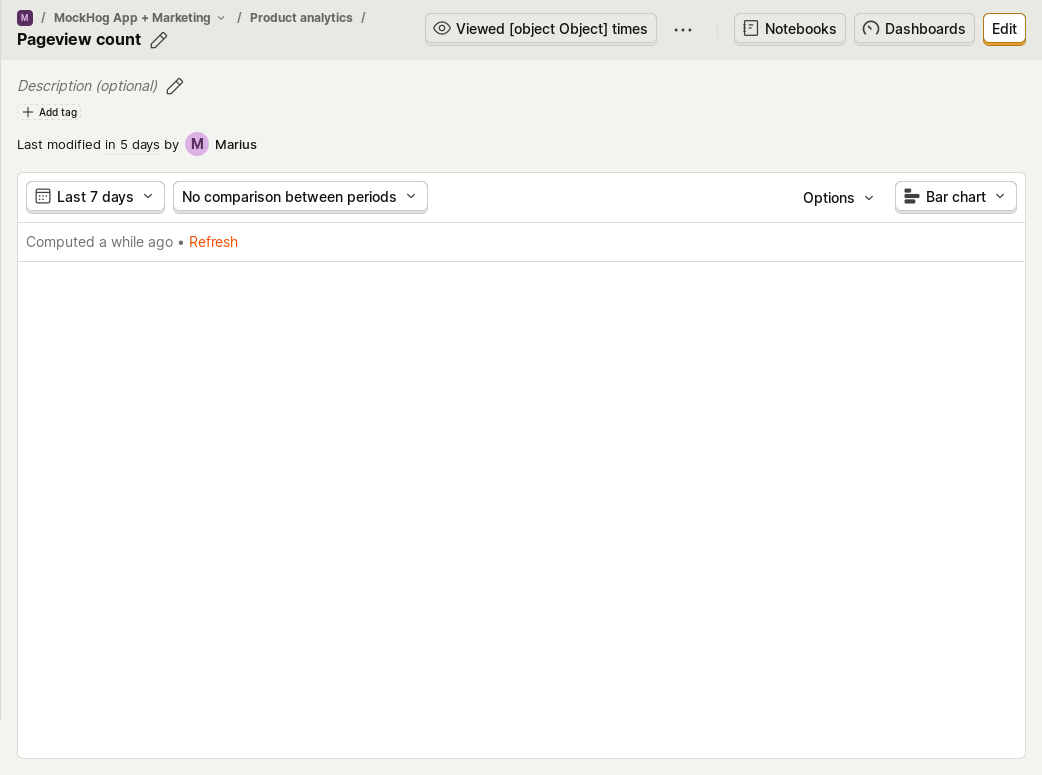 M / MockHog App + Marketing / Product analytics /
Pageview count
Viewed [object Object] times
Notebooks
Dashboards
Edit
Description (optional)
Add tag
Last modified in 5 days by M Marius
Last 7 days
No comparison between periods
Options
Bar chart
Computed a while ago • Refresh